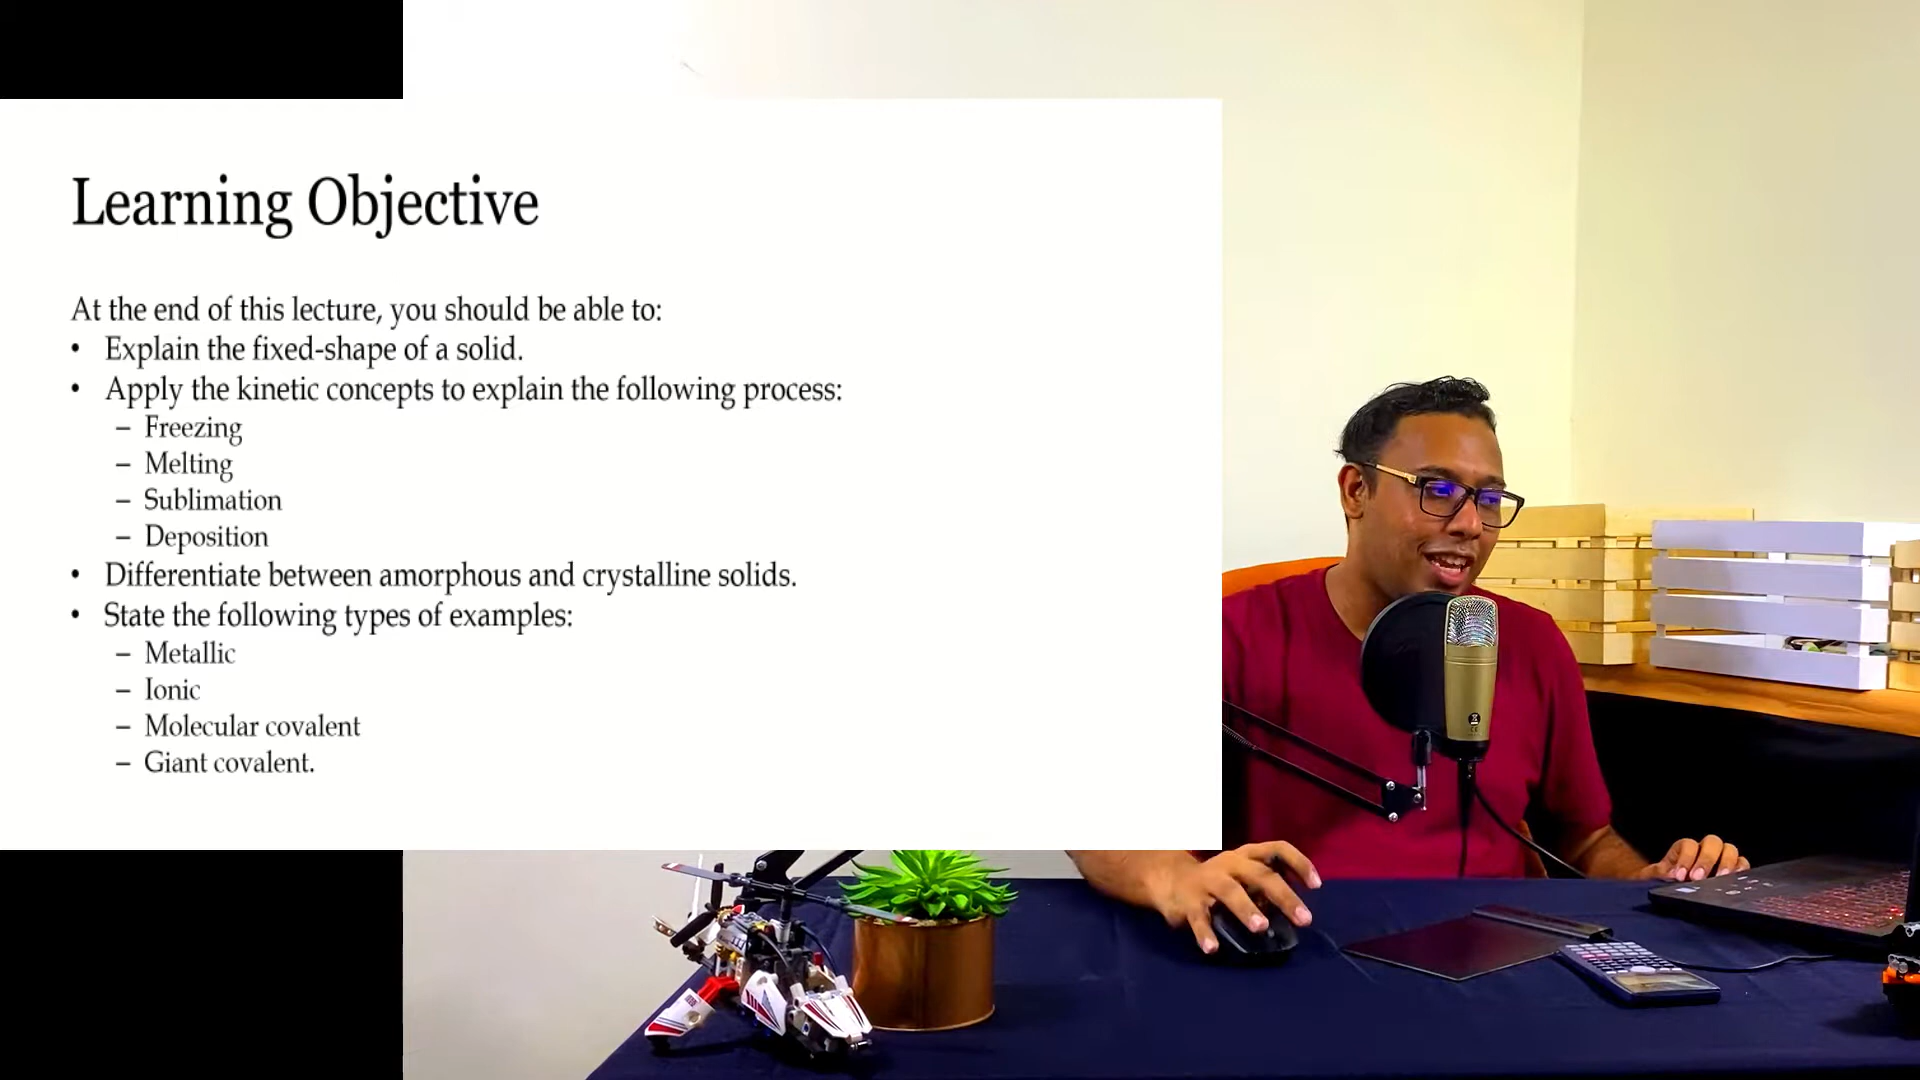 Learning Objective
At the end of this lecture, you should be able to:
• Explain the fixed-shape of a solid.
• Apply the kinetic concepts to explain the following process:
– Freezing
– Melting
– Sublimation
– Deposition
• Differentiate between amorphous and crystalline solids.
• State the following types of examples:
– Metallic
– Ionic
– Molecular covalent
– Giant covalent.